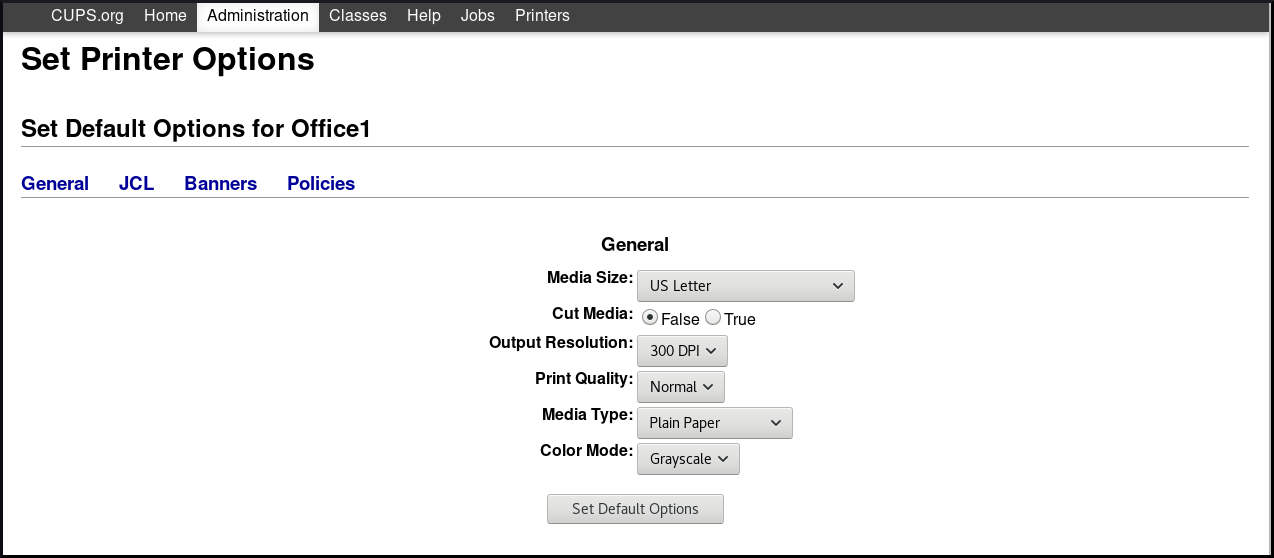 CUPS.org Home Administration Classes Help Jobs Printers
Set Printer Options
Set Default Options for Office1
General JCL Banners Policies
General
Media Size: US Letter
Cut Media: False True
Output Resolution: 300 DPI
Print Quality: Normal
Media Type: Plain Paper
Color Mode: Grayscale
Set Default Options